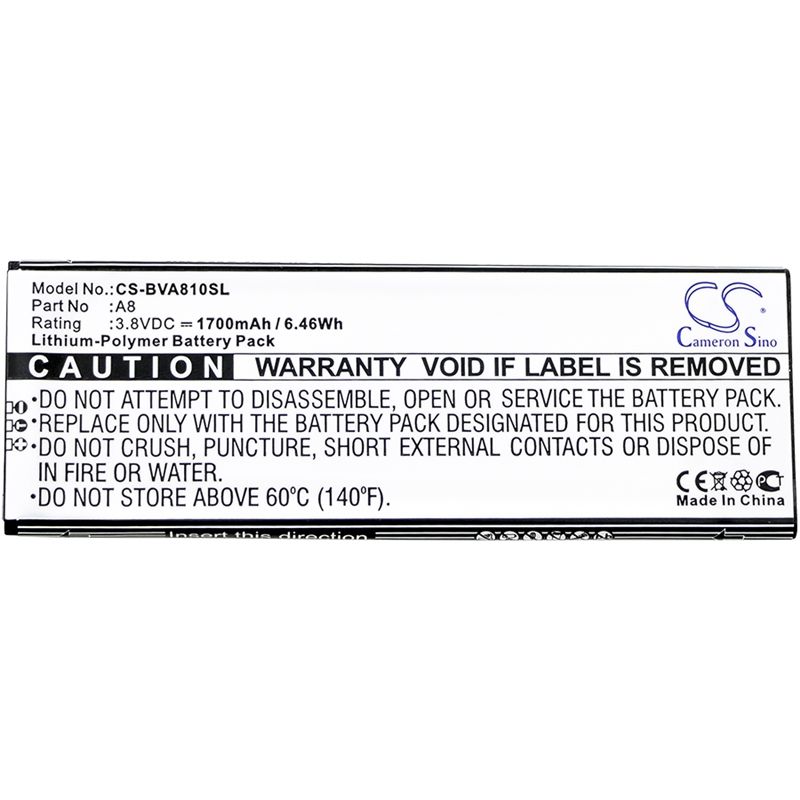 Model No.:CS-BVA810SL
Part No :A8
Rating :3.8VDC ⎓ 1700mAh / 6.46Wh
Lithium-Polymer Battery Pack
CS
Cameron Sino
CAUTION WARRANTY VOID IF LABEL IS REMOVED
•DO NOT ATTEMPT TO DISASSEMBLE, OPEN OR SERVICE THE BATTERY PACK.
•REPLACE ONLY WITH THE BATTERY PACK DESIGNATED FOR THIS PRODUCT.
•DO NOT CRUSH, PUNCTURE, SHORT EXTERNAL CONTACTS OR DISPOSE OF
IN FIRE OR WATER.
•DO NOT STORE ABOVE 60°C (140°F).
CE PCT
Made In China